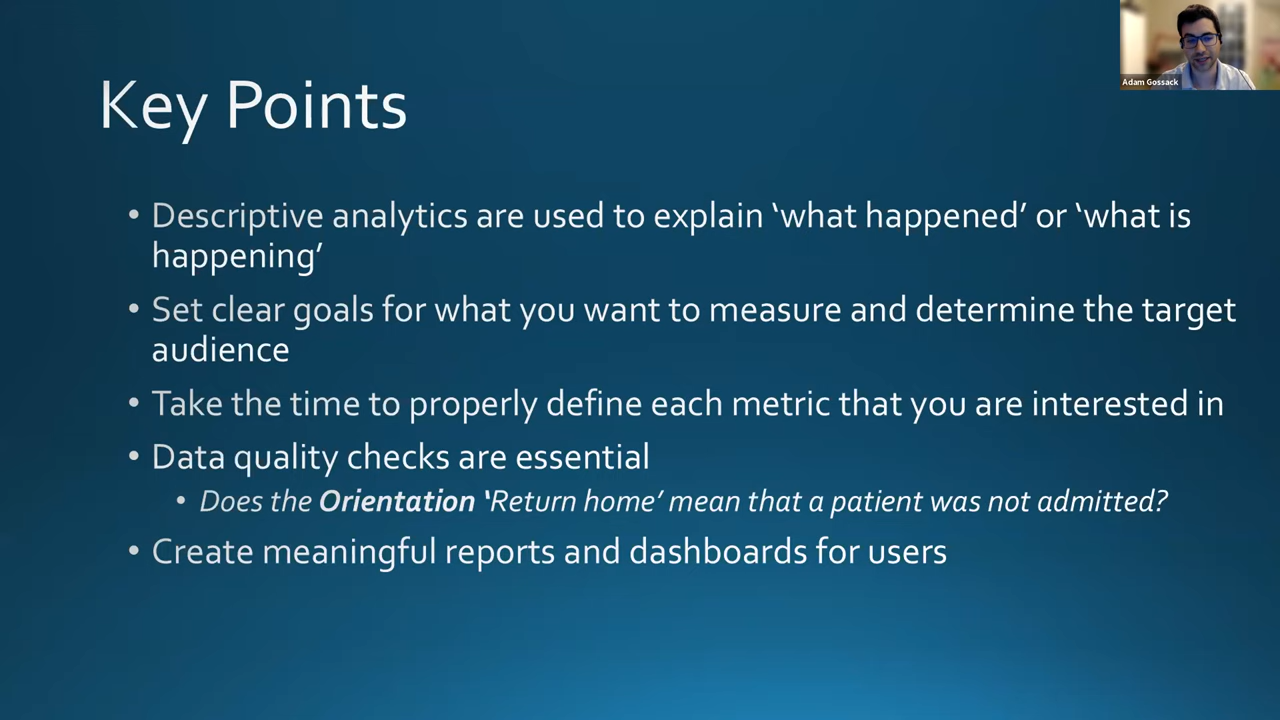 Adam Gossack
Key Points
• Descriptive analytics are used to explain ‘what happened’ or ‘what is
happening’
• Set clear goals for what you want to measure and determine the target
audience
• Take the time to properly define each metric that you are interested in
• Data quality checks are essential
• Does the Orientation ‘Return home’ mean that a patient was not admitted?
• Create meaningful reports and dashboards for users